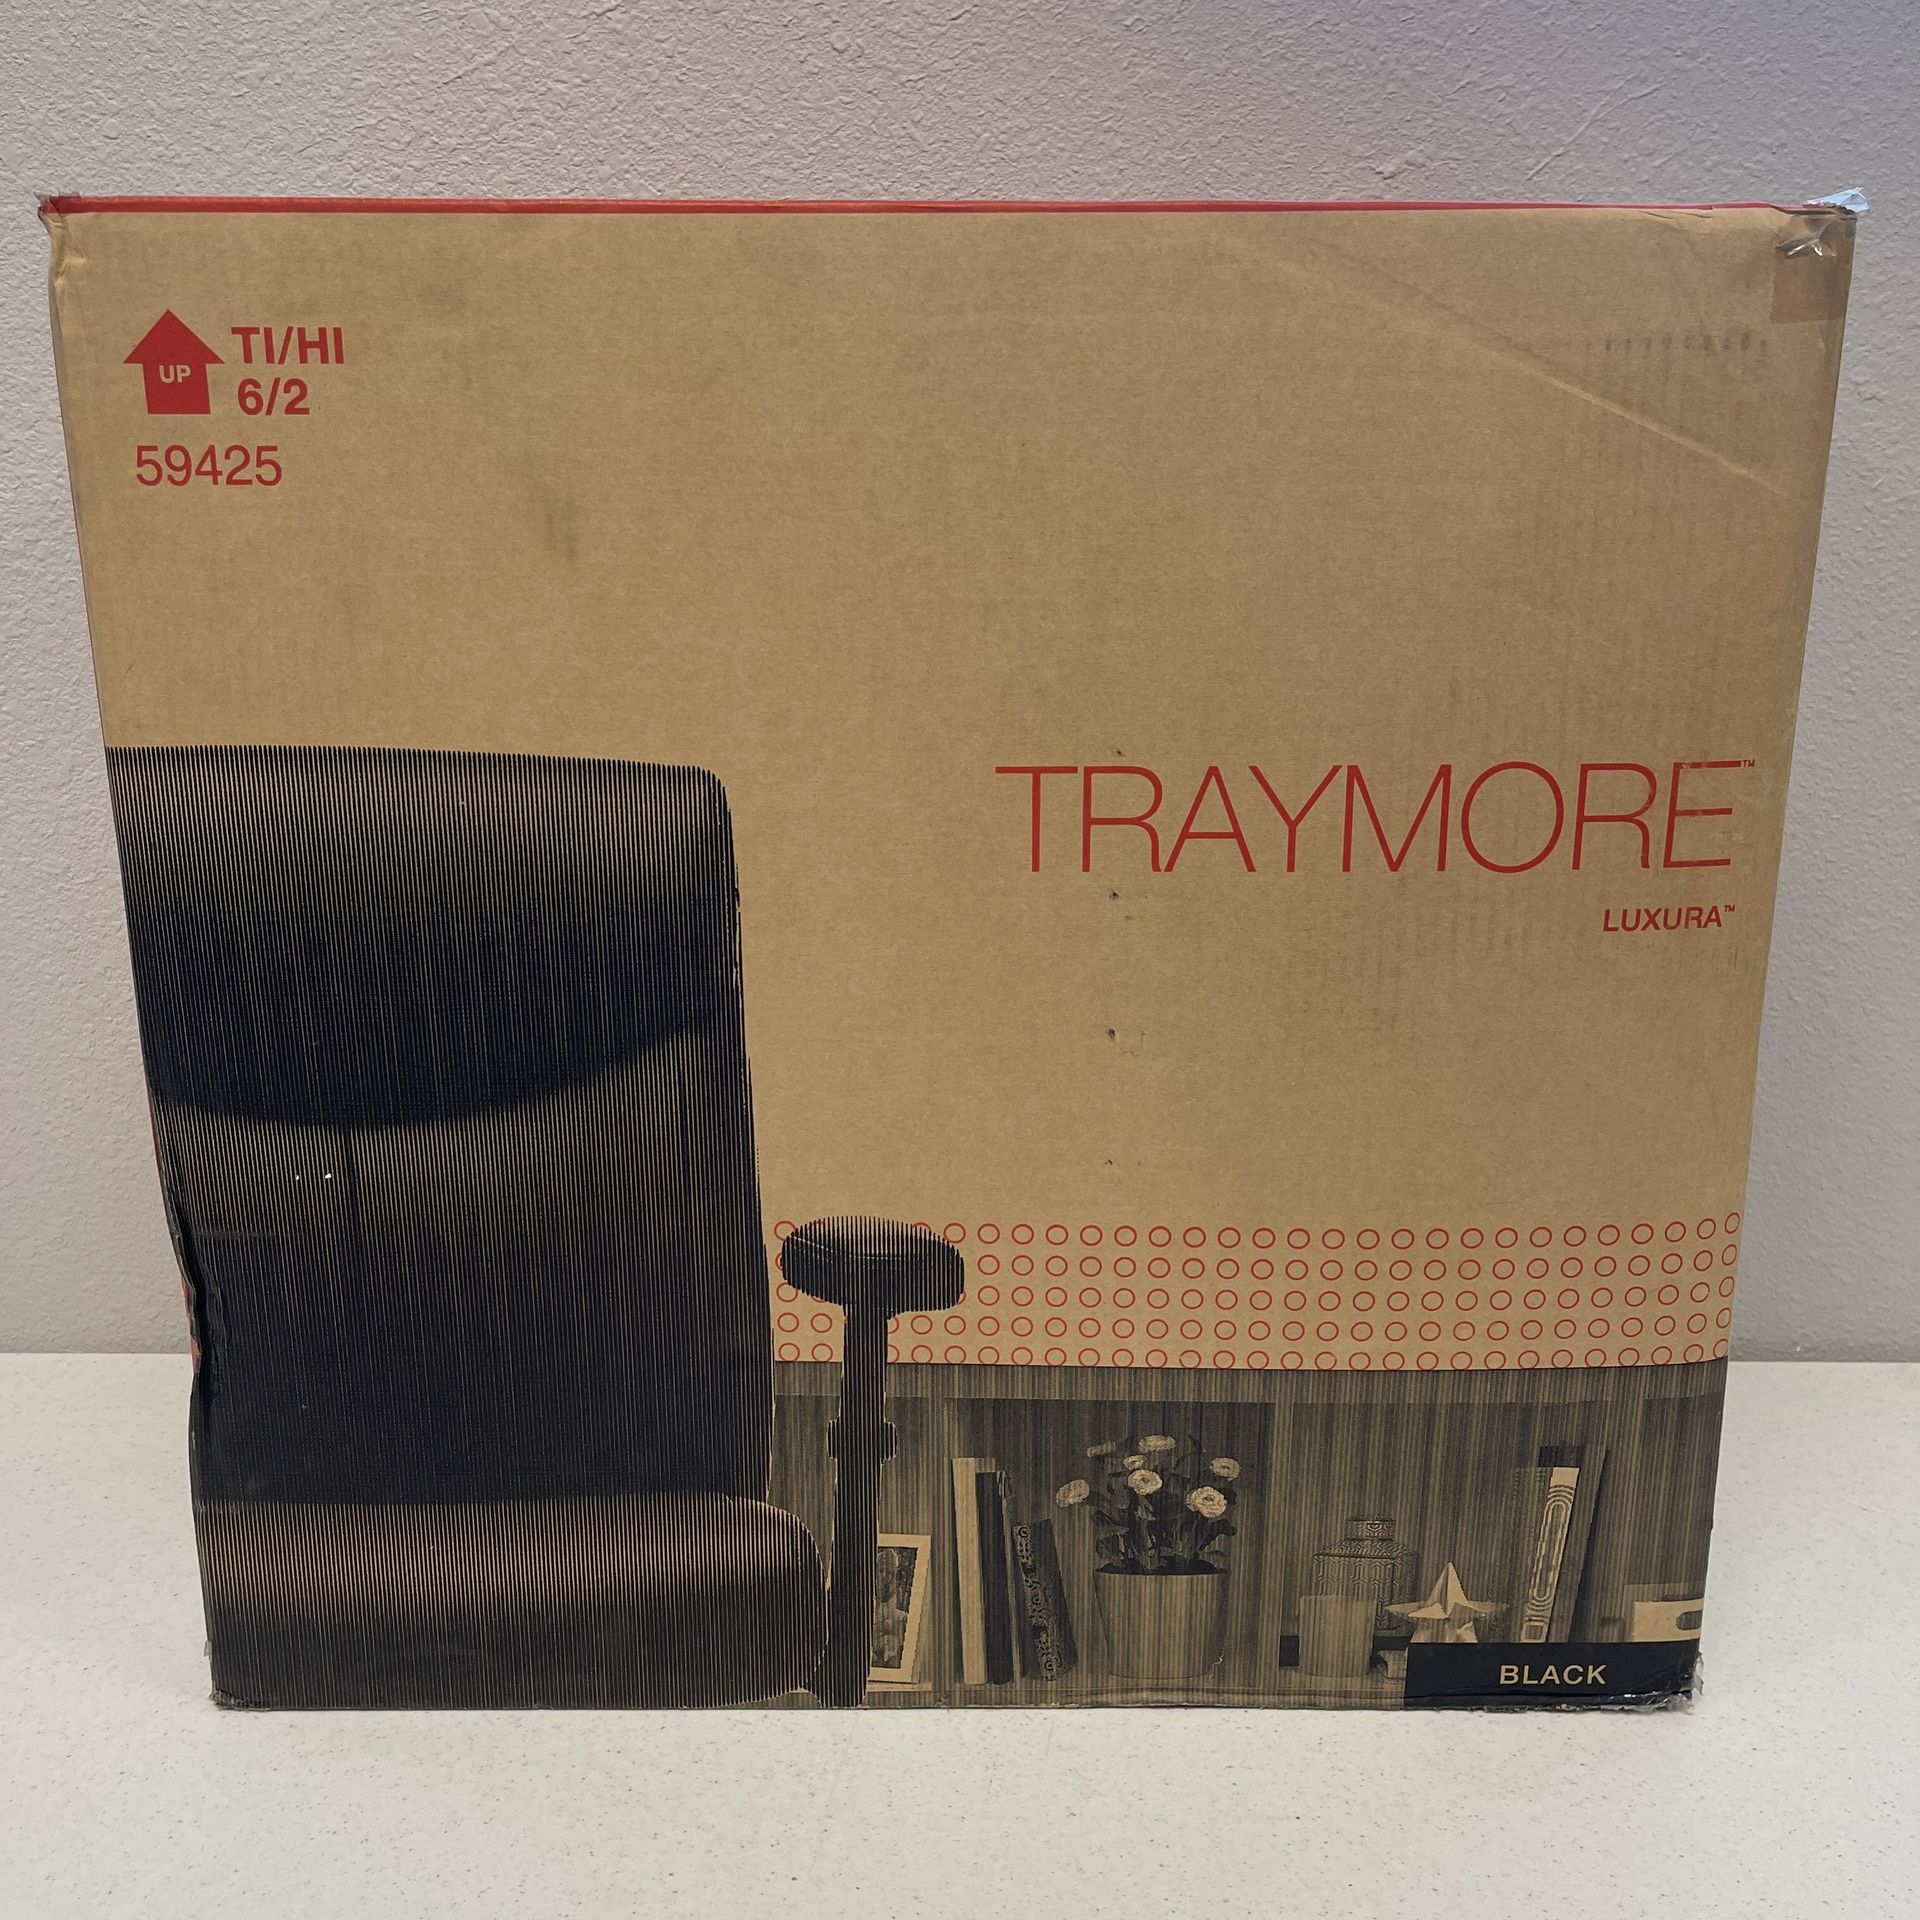 UP
TI/HI
6/2
59425
TRAYMORE™
LUXURA™
BLACK